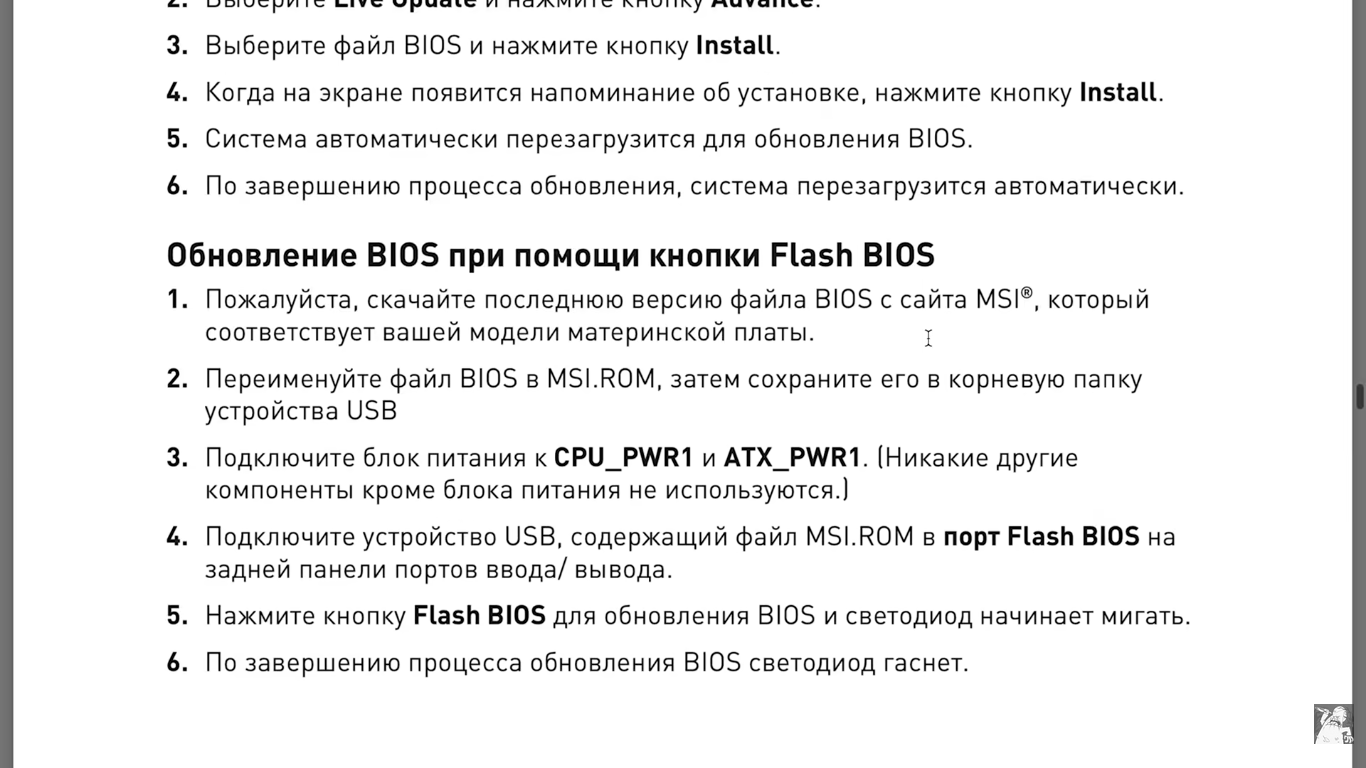 2. Выберите Live Update и нажмите кнопку Advance.
3. Выберите файл BIOS и нажмите кнопку Install.
4. Когда на экране появится напоминание об установке, нажмите кнопку Install.
5. Система автоматически перезагрузится для обновления BIOS.
6. По завершению процесса обновления, система перезагрузится автоматически.
Обновление BIOS при помощи кнопки Flash BIOS
1. Пожалуйста, скачайте последнюю версию файла BIOS с сайта MSI®, который
соответствует вашей модели материнской платы.
2. Переименуйте файл BIOS в MSI.ROM, затем сохраните его в корневую папку
устройства USB
3. Подключите блок питания к CPU_PWR1 и ATX_PWR1. (Никакие другие
компоненты кроме блока питания не используются.)
4. Подключите устройство USB, содержащий файл MSI.ROM в порт Flash BIOS на
задней панели портов ввода/ вывода.
5. Нажмите кнопку Flash BIOS для обновления BIOS и светодиод начинает мигать.
6. По завершению процесса обновления BIOS светодиод гаснет.